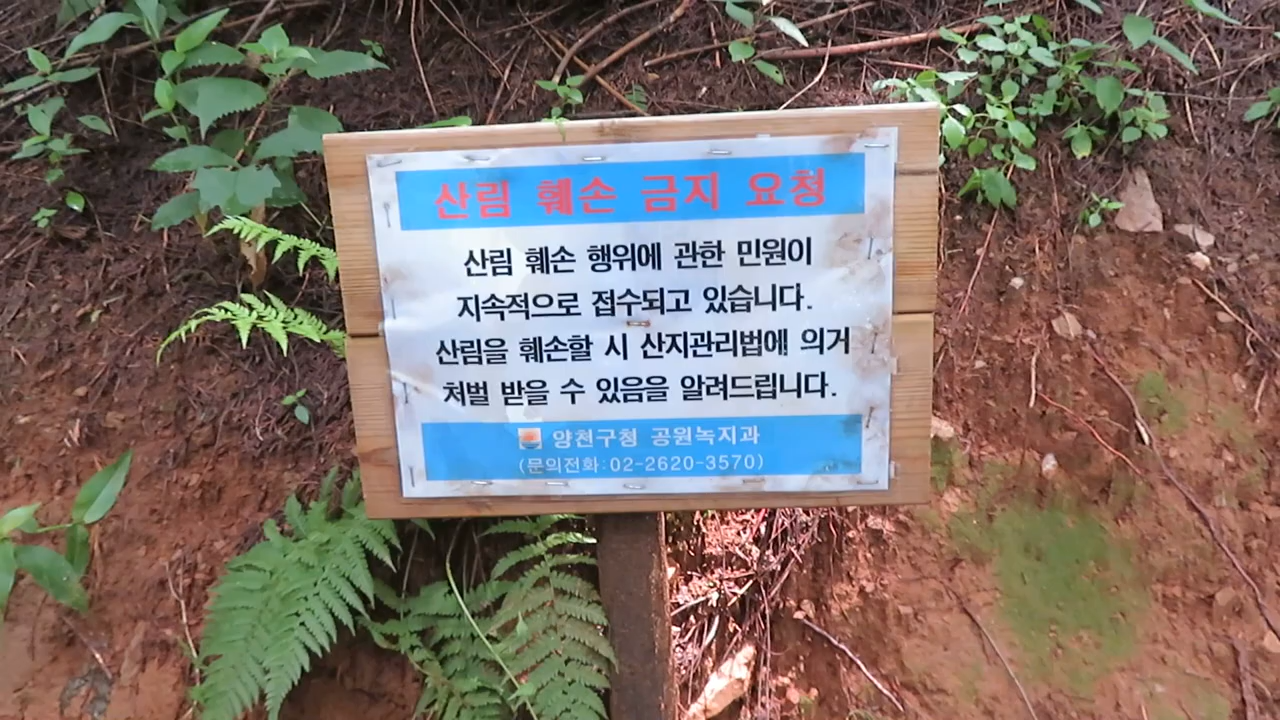 산림 훼손 금지 요청
산림 훼손 행위에 관한 민원이
지속적으로 접수되고 있습니다.
산림을 훼손할 시 산지관리법에 의거
처벌 받을 수 있음을 알려드립니다.
양천구청 공원녹지과
(문의전화:02-2620-3570)